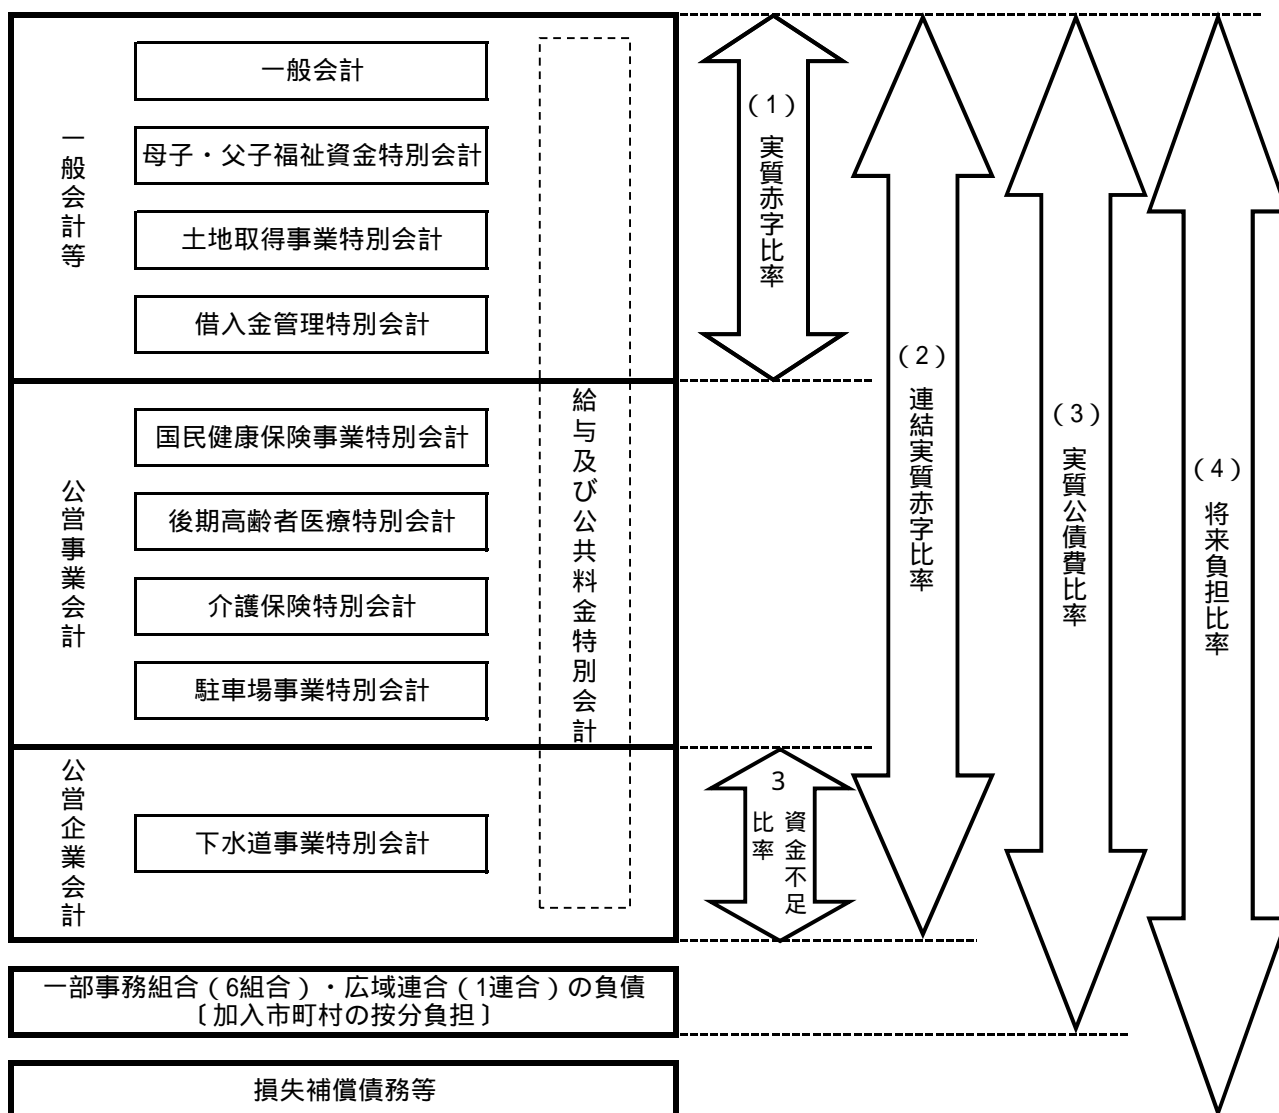 一般会計等
一般会計
母子・父子福祉資金特別会計
土地取得事業特別会計
借入金管理特別会計
公営事業会計
国民健康保険事業特別会計
後期高齢者医療特別会計
介護保険特別会計
駐車場事業特別会計
給与及び公共料金特別会計
公営企業会計
下水道事業特別会計
一部事務組合(6組合)・広域連合(1連合)の負債
〔加入市町村の按分負担〕
損失補償債務等
(1)実質赤字比率
3
資金不足
比率
(2)連結実質赤字比率
(3)実質公債費比率
(4)将来負担比率